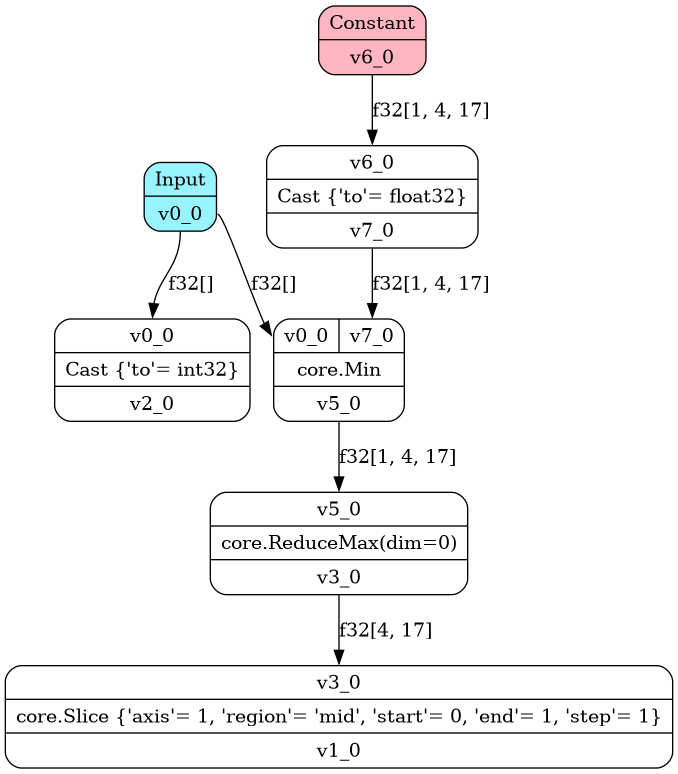 Constant
v6_0
f32[1, 4, 17]
v6_0
Cast {'to'= float32}
v7_0
Input
v0_0
f32[]
f32[]
f32[1, 4, 17]
v0_0
Cast {'to'= int32}
v2_0
v0_0 v7_0
core.Min
v5_0
f32[1, 4, 17]
v5_0
core.ReduceMax(dim=0)
v3_0
f32[4, 17]
v3_0
core.Slice {'axis'= 1, 'region'= 'mid', 'start'= 0, 'end'= 1, 'step'= 1}
v1_0